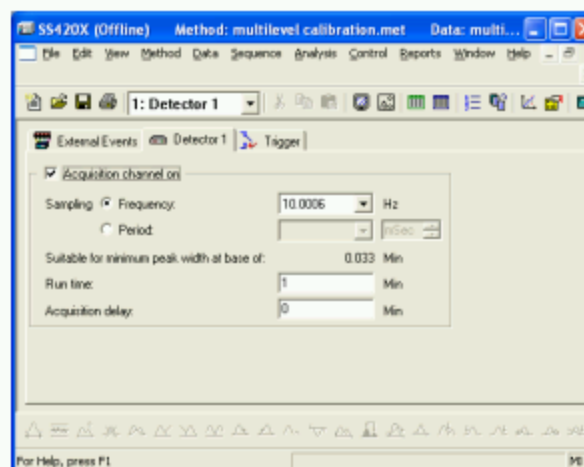 SS420X (Offline) Method: multilevel calibration.met Data: multi...
File Edit View Method Data Sequence Analysis Control Reports Window Help
1: Detector 1
External Events Detector 1 Trigger
Acquisition channel on
Sampling Frequency: 10.0006 Hz
Period: mSec
Suitable for minimum peak width at base of: 0.033 Min
Run time: 1 Min
Acquisition delay: 0 Min
For Help, press F1